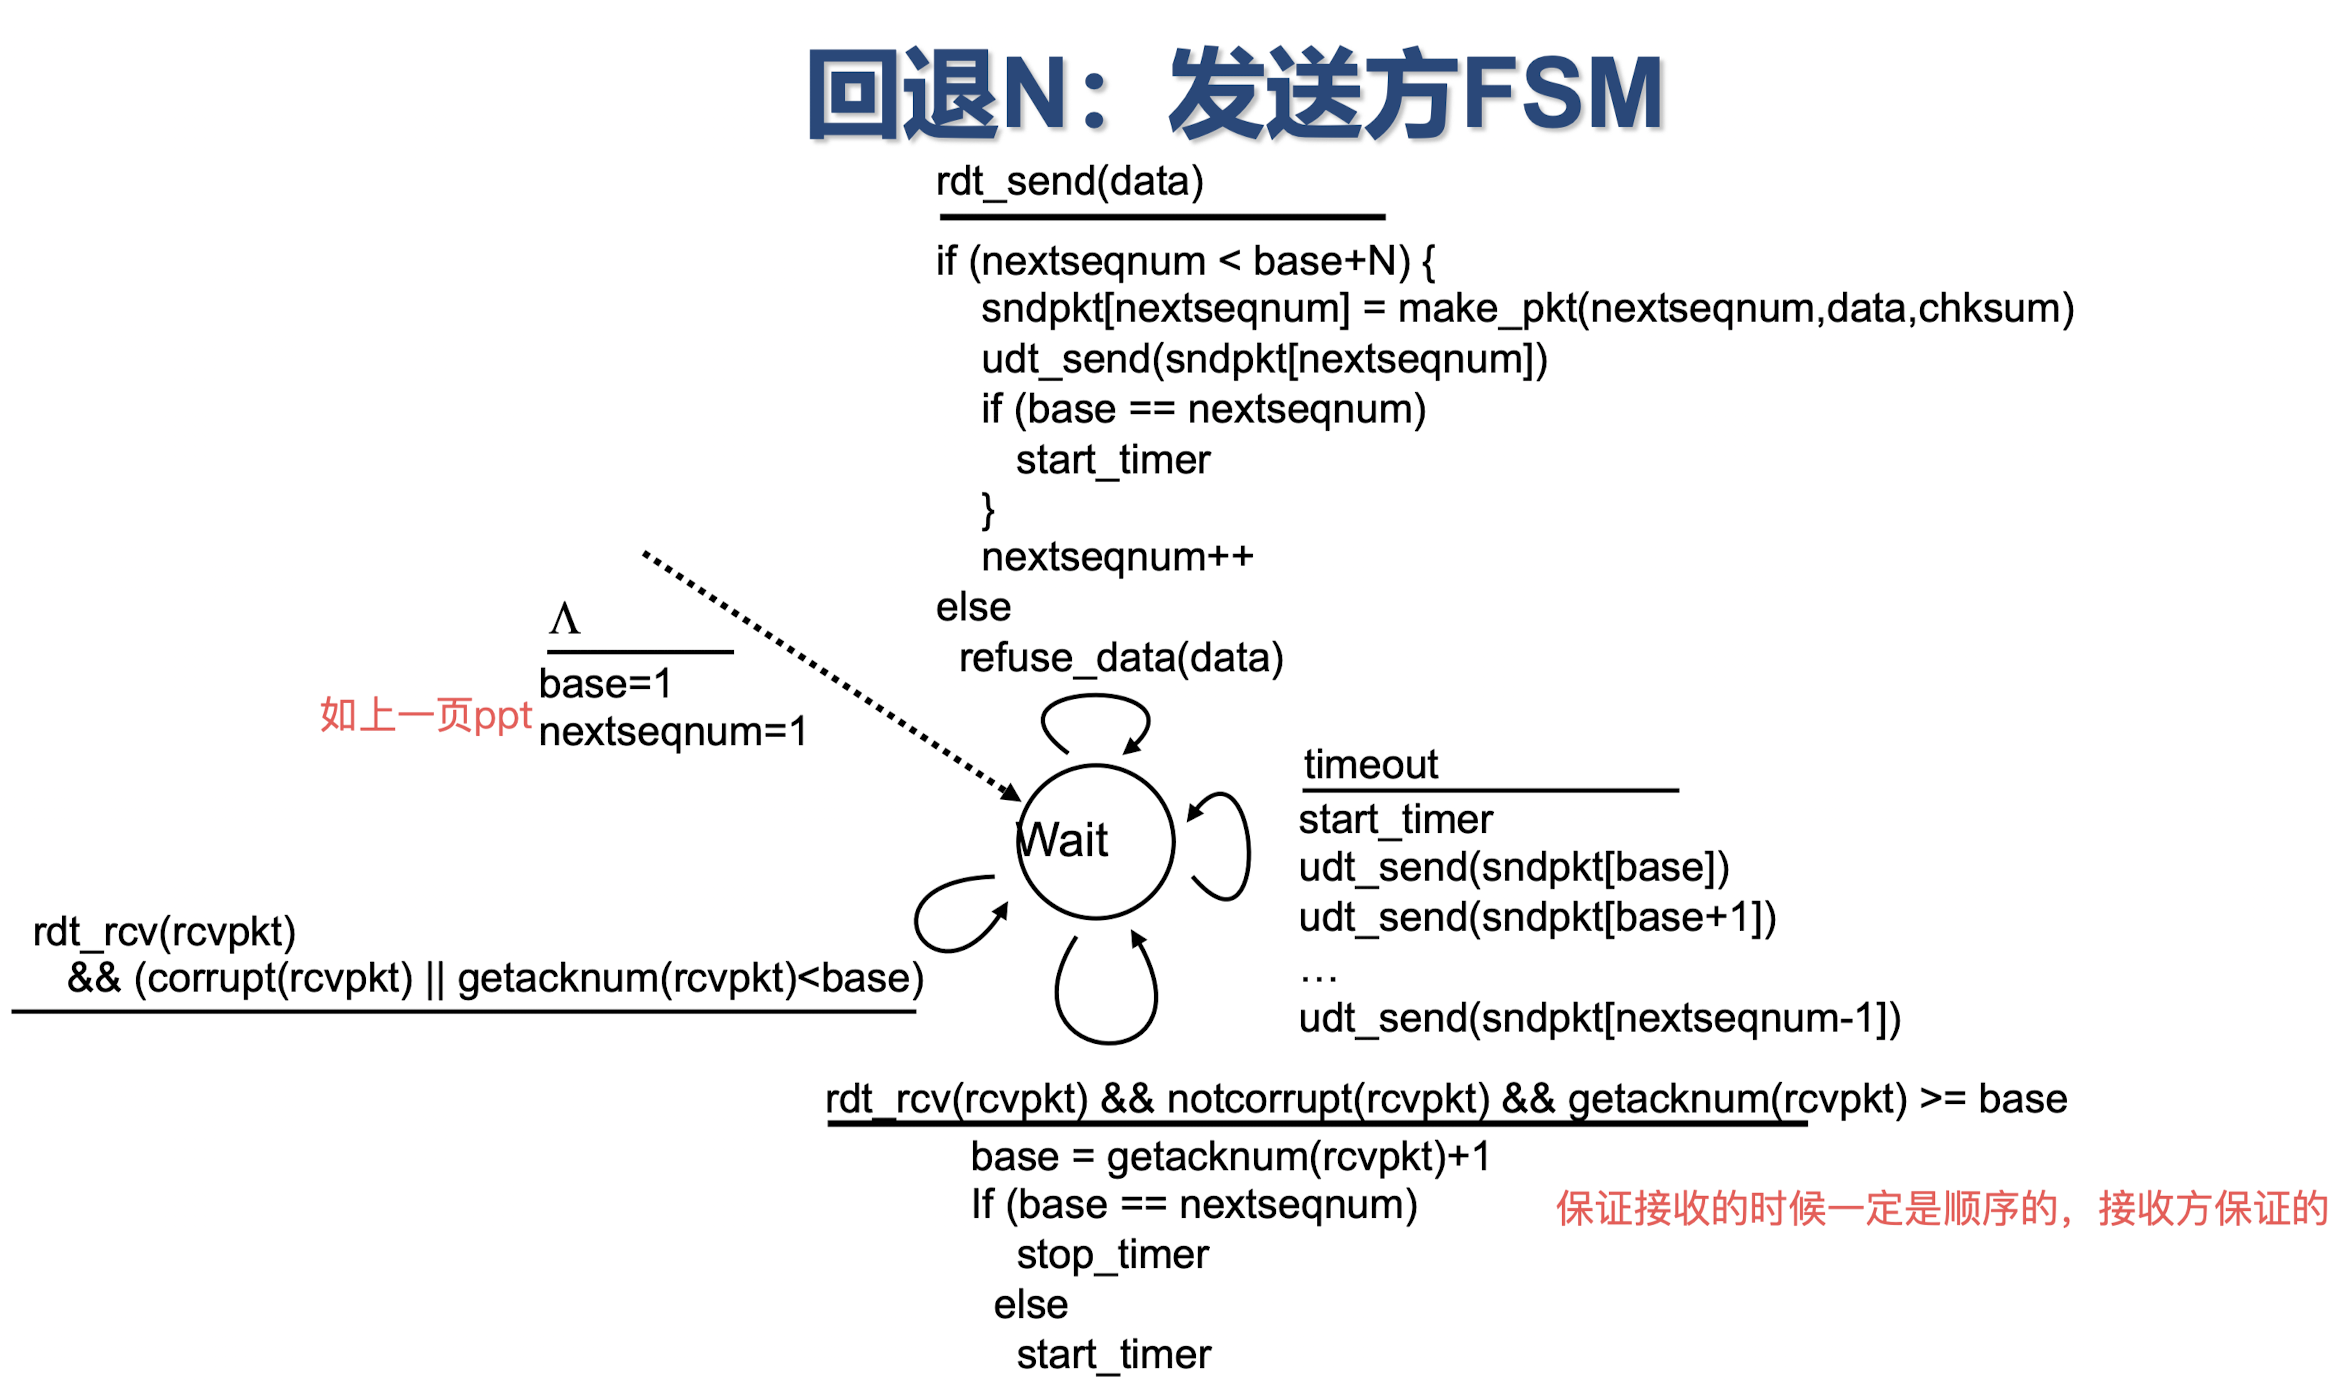 回退N：发送方FSM
rdt_send(data)
if (nextseqnum < base+N) {
sndpkt[nextseqnum] = make_pkt(nextseqnum,data,chksum)
udt_send(sndpkt[nextseqnum])
if (base == nextseqnum)
start_timer
}
nextseqnum++
else
refuse_data(data)
Λ
base=1
nextseqnum=1
如上一页ppt
Wait
timeout
start_timer
udt_send(sndpkt[base])
udt_send(sndpkt[base+1])
…
udt_send(sndpkt[nextseqnum-1])
rdt_rcv(rcvpkt)
&& (corrupt(rcvpkt) || getacknum(rcvpkt)<base)
rdt_rcv(rcvpkt) && notcorrupt(rcvpkt) && getacknum(rcvpkt) >= base
base = getacknum(rcvpkt)+1
If (base == nextseqnum)
stop_timer
else
start_timer
保证接收的时候一定是顺序的，接收方保证的